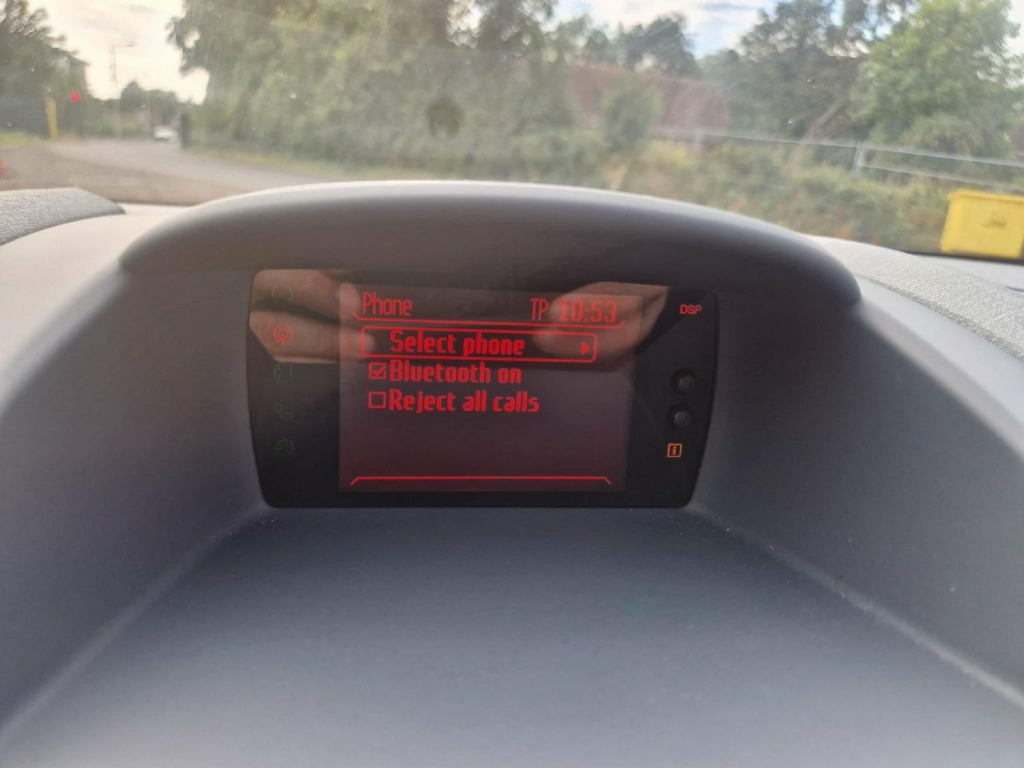 Phone TP 10:53 DSP
Select phone
Bluetooth on
Reject all calls
i